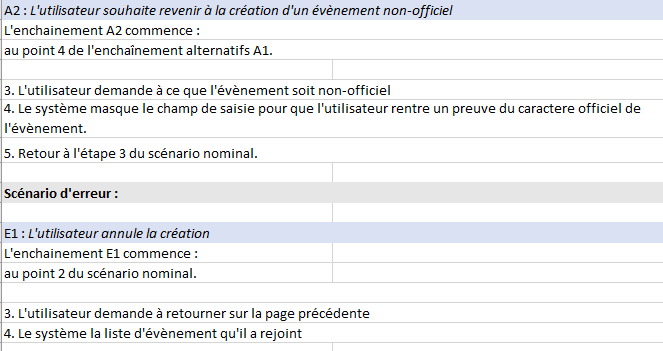 A2 : L'utilisateur souhaite revenir à la création d'un évènement non-officiel
L'enchainement A2 commence :
au point 4 de l'enchaînement alternatifs A1.
3. L'utilisateur demande à ce que l'évènement soit non-officiel
4. Le système masque le champ de saisie pour que l'utilisateur rentre un preuve du caractere officiel de
l'évènement.
5. Retour à l'étape 3 du scénario nominal.
Scénario d'erreur :
E1 : L'utilisateur annule la création
L'enchainement E1 commence :
au point 2 du scénario nominal.
3. L'utilisateur demande à retourner sur la page précédente
4. Le système la liste d'évènement qu'il a rejoint